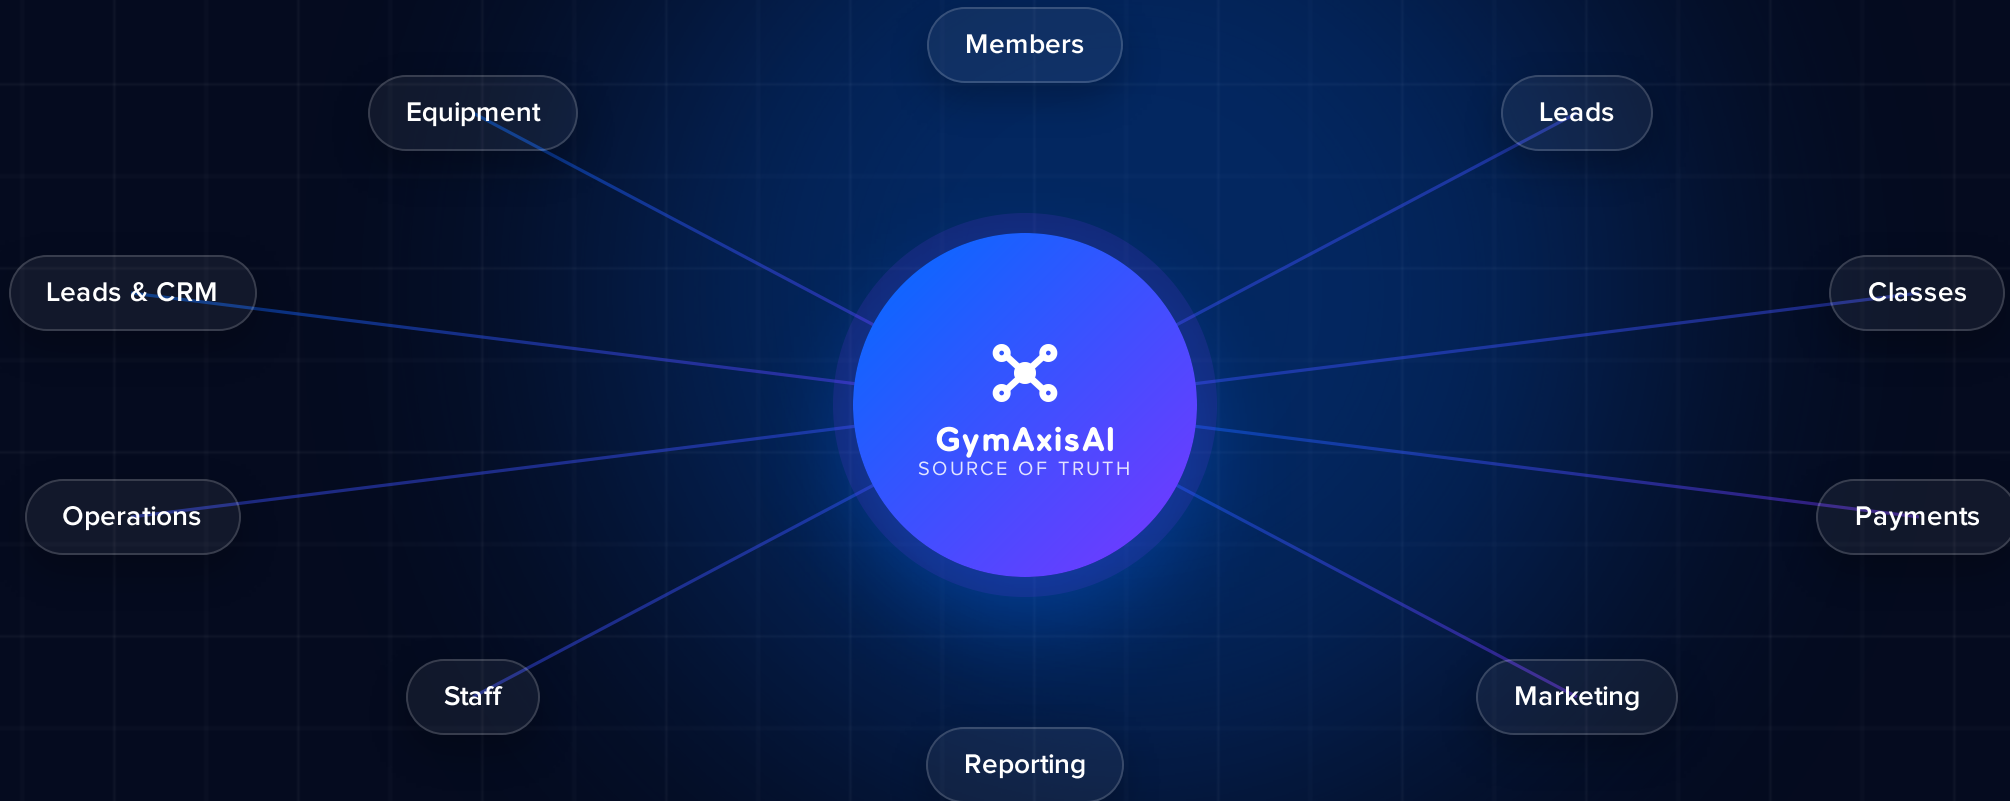 Members
Equipment
Leads
Leads & CRM
Classes
GymAxisAI
SOURCE OF TRUTH
Operations
Payments
Staff
Marketing
Reporting